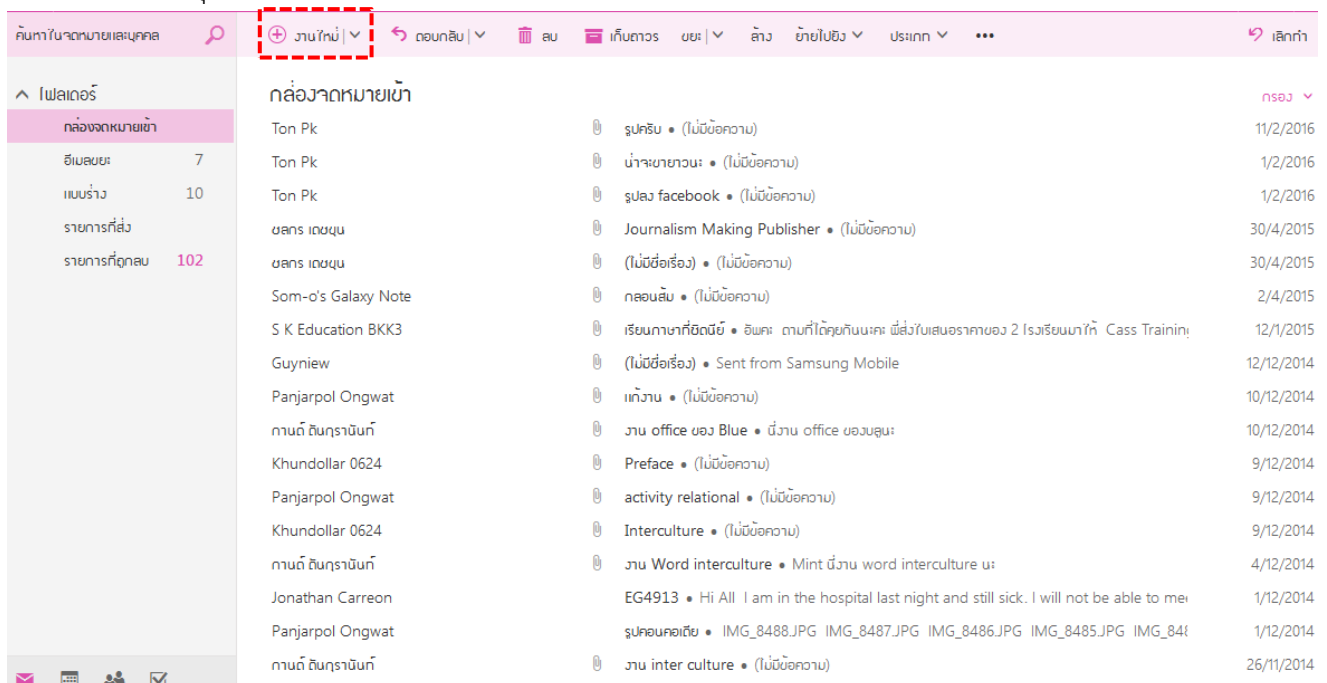 ค้นหาในจดหมายและบุคคล
งานใหม่ ตอบกลับ ลบ เก็บถาวร ขยะ ล้าง ย้ายไปยัง ประเภท ••• เลิกทำ
โฟลเดอร์
กล่องจดหมายเข้า
อีเมลขยะ 7
แบบร่าง 10
รายการที่ส่ง
รายการที่ถูกลบ 102
กล่องจดหมายเข้า กรอง
Ton Pk รูปครับ • (ไม่มีข้อความ) 11/2/2016
Ton Pk น่าจะขายาวนะ • (ไม่มีข้อความ) 1/2/2016
Ton Pk รูปลง facebook • (ไม่มีข้อความ) 1/2/2016
ชลกร เดชขุน Journalism Making Publisher • (ไม่มีข้อความ) 30/4/2015
ชลกร เดชขุน (ไม่มีชื่อเรื่อง) • (ไม่มีข้อความ) 30/4/2015
Som-o's Galaxy Note กลอนส้ม • (ไม่มีข้อความ) 2/4/2015
S K Education BKK3 เรียนภาษาที่ซิดนีย์ • อิพคะ ตามที่ได้คุยกันนะคะ พี่ส่งใบเสนอราคาของ 2 โรงเรียนมาให้ Cass Training 12/1/2015
Guyniew (ไม่มีชื่อเรื่อง) • Sent from Samsung Mobile 12/12/2014
Panjarpol Ongwat แก้งาน • (ไม่มีข้อความ) 10/12/2014
กานต์ ตันตรานันท์ งาน office ของ Blue • นี่งาน office ของบลูนะ 10/12/2014
Khundollar 0624 Preface • (ไม่มีข้อความ) 9/12/2014
Panjarpol Ongwat activity relational • (ไม่มีข้อความ) 9/12/2014
Khundollar 0624 Interculture • (ไม่มีข้อความ) 9/12/2014
กานต์ ตันตรานันท์ งาน Word interculture • Mint นี่งาน word interculture นะ 4/12/2014
Jonathan Carreon EG4913 • Hi All I am in the hospital last night and still sick. I will not be able to mee 1/12/2014
Panjarpol Ongwat รูปคอนคอเดีย • IMG_8488.JPG IMG_8487.JPG IMG_8486.JPG IMG_8485.JPG IMG_848 1/12/2014
กานต์ ตันตรานันท์ งาน inter culture • (ไม่มีข้อความ) 26/11/2014